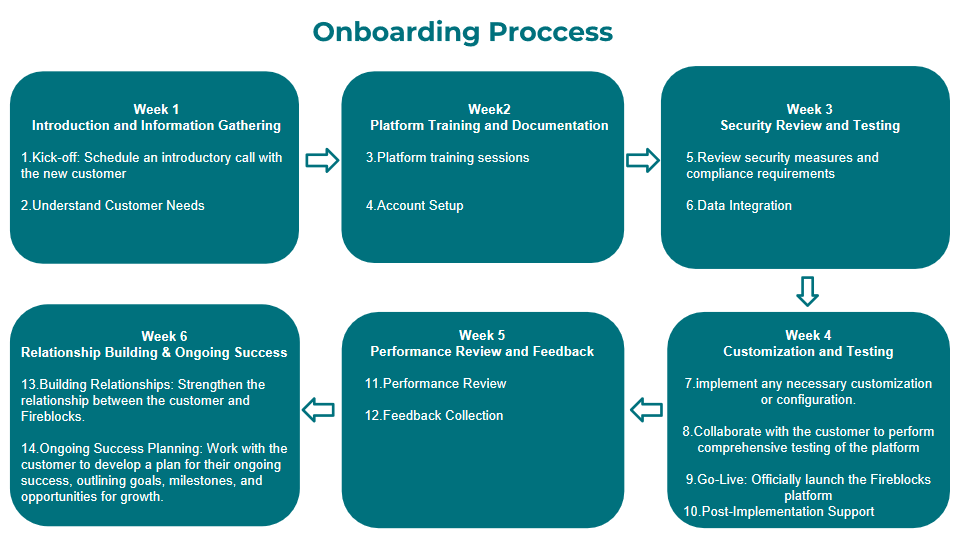 Onboarding Proccess
Week 1
Introduction and Information Gathering
1.Kick-off: Schedule an introductory call with
the new customer
2.Understand Customer Needs
Week2
Platform Training and Documentation
3.Platform training sessions
4.Account Setup
Week 3
Security Review and Testing
5.Review security measures and
compliance requirements
6.Data Integration
Week 4
Customization and Testing
7.implement any necessary customization
or configuration.
8.Collaborate with the customer to perform
comprehensive testing of the platform
9.Go-Live: Officially launch the Fireblocks
platform
10.Post-Implementation Support
Week 5
Performance Review and Feedback
11.Performance Review
12.Feedback Collection
Week 6
Relationship Building & Ongoing Success
13.Building Relationships: Strengthen the
relationship between the customer and
Fireblocks.
14.Ongoing Success Planning: Work with the
customer to develop a plan for their ongoing
success, outlining goals, milestones, and
opportunities for growth.